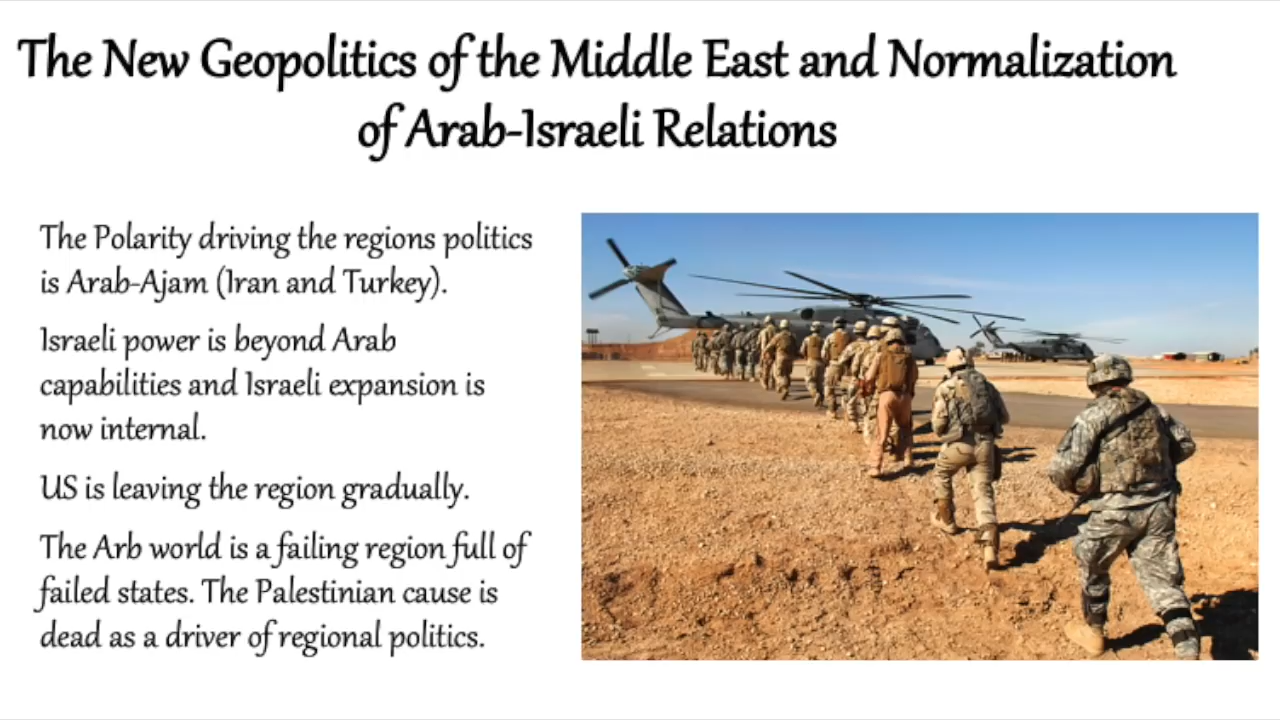 The New Geopolitics of the Middle East and Normalization
of Arab-Israeli Relations
The Polarity driving the regions politics
is Arab-Ajam (Iran and Turkey).
Israeli power is beyond Arab
capabilities and Israeli expansion is
now internal.
US is leaving the region gradually.
The Arb world is a failing region full of
failed states. The Palestinian cause is
dead as a driver of regional politics.